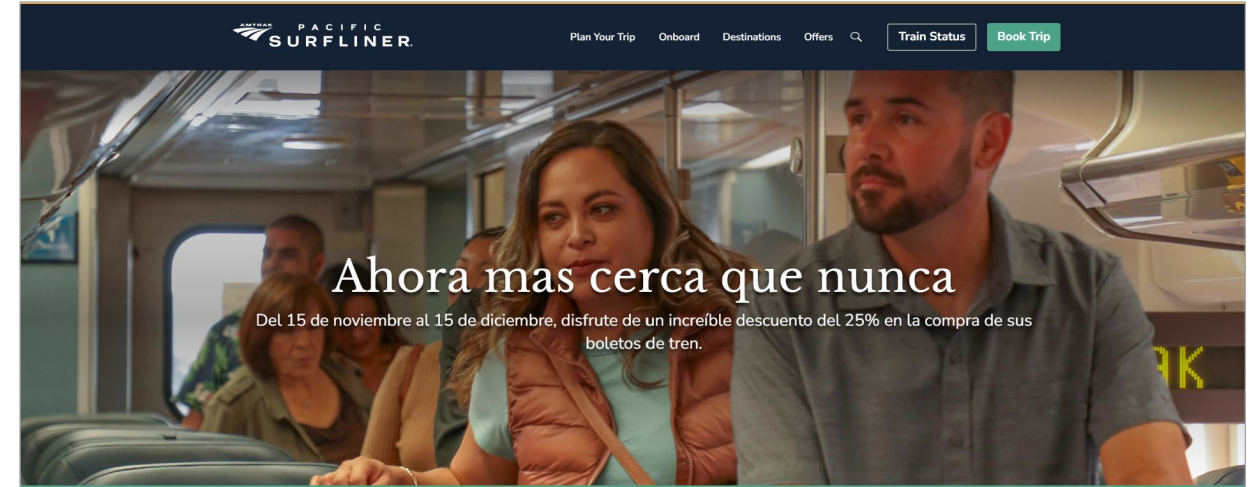 AMTRAK
PACIFIC
SURFLINER
Plan Your Trip Onboard Destinations Offers Train Status Book Trip
Ahora mas cerca que nunca
Del 15 de noviembre al 15 de diciembre, disfrute de un increíble descuento del 25% en la compra de sus
boletos de tren.
AK